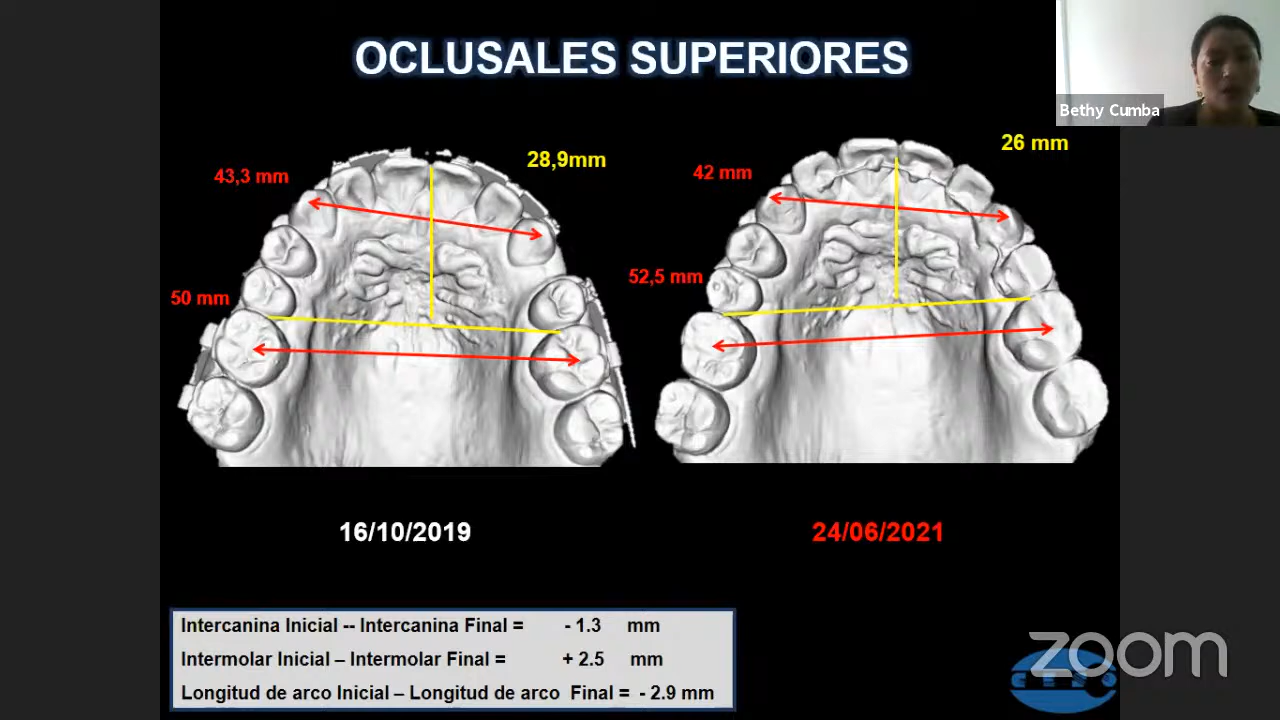 OCLUSALES SUPERIORES
Bethy Cumba
43,3 mm
28,9mm
50 mm
42 mm
26 mm
52,5 mm
16/10/2019
24/06/2021
Intercanina Inicial -- Intercanina Final = - 1.3 mm
Intermolar Inicial – Intermolar Final = + 2.5 mm
Longitud de arco Inicial – Longitud de arco Final = - 2.9 mm
zoom